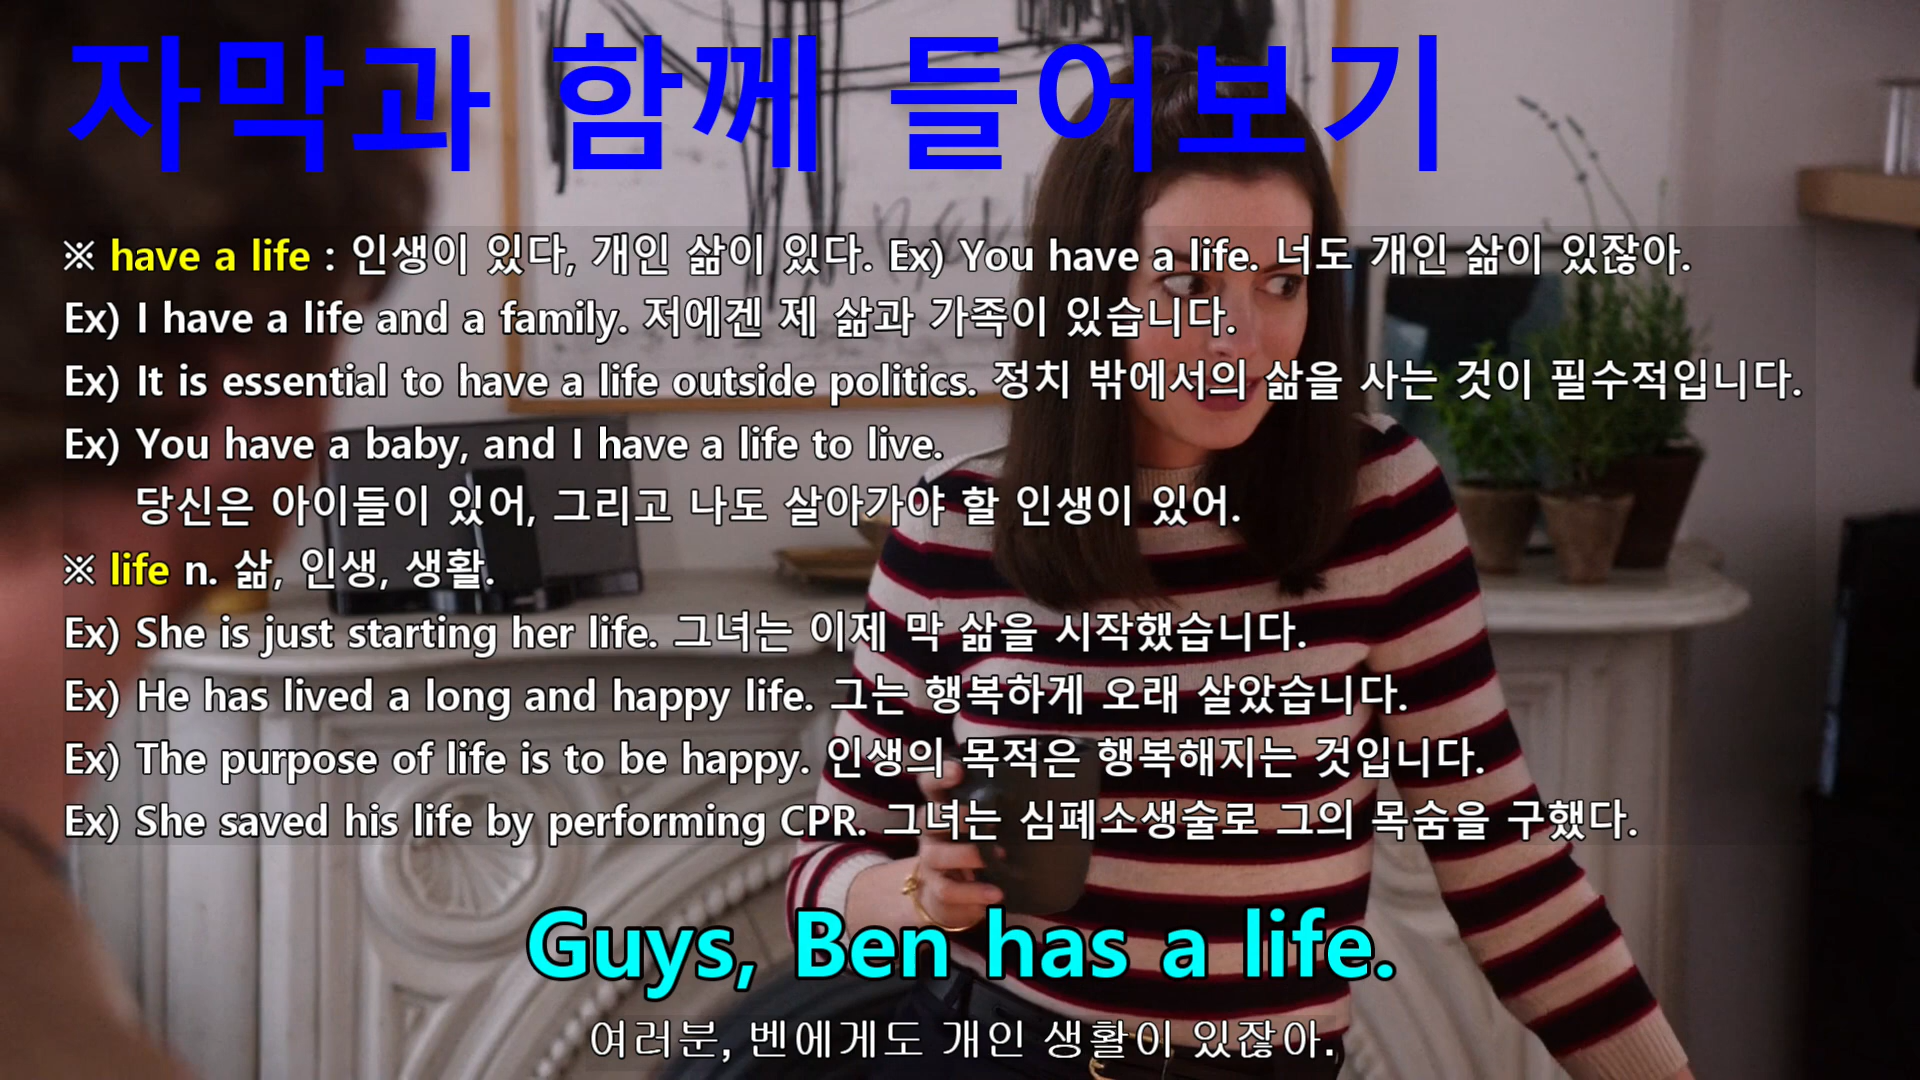 자막과 함께 들어보기
※ have a life : 인생이 있다, 개인 삶이 있다. Ex) You have a life. 너도 개인 삶이 있잖아.
Ex) I have a life and a family. 저에겐 제 삶과 가족이 있습니다.
Ex) It is essential to have a life outside politics. 정치 밖에서의 삶을 사는 것이 필수적입니다.
Ex) You have a baby, and I have a life to live.
당신은 아이들이 있어, 그리고 나도 살아가야 할 인생이 있어.
※ life n. 삶, 인생, 생활.
Ex) She is just starting her life. 그녀는 이제 막 삶을 시작했습니다.
Ex) He has lived a long and happy life. 그는 행복하게 오래 살았습니다.
Ex) The purpose of life is to be happy. 인생의 목적은 행복해지는 것입니다.
Ex) She saved his life by performing CPR. 그녀는 심폐소생술로 그의 목숨을 구했다.
Guys, Ben has a life.
여러분, 벤에게도 개인 생활이 있잖아.